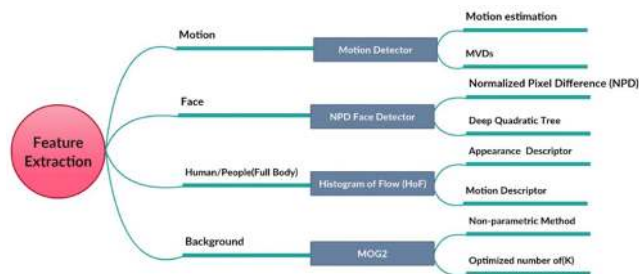 Motion estimation
Motion
Motion Detector
MVDs
Normalized Pixel Difference (NPD)
Face
NPD Face Detector
Deep Quadratic Tree
Feature
Extraction
Appearance Descriptor
Human/People(Full Body)
Histogram of Flow (HoF)
Motion Descriptor
Non-parametric Method
Background
MOG2
Optimized number of(K)